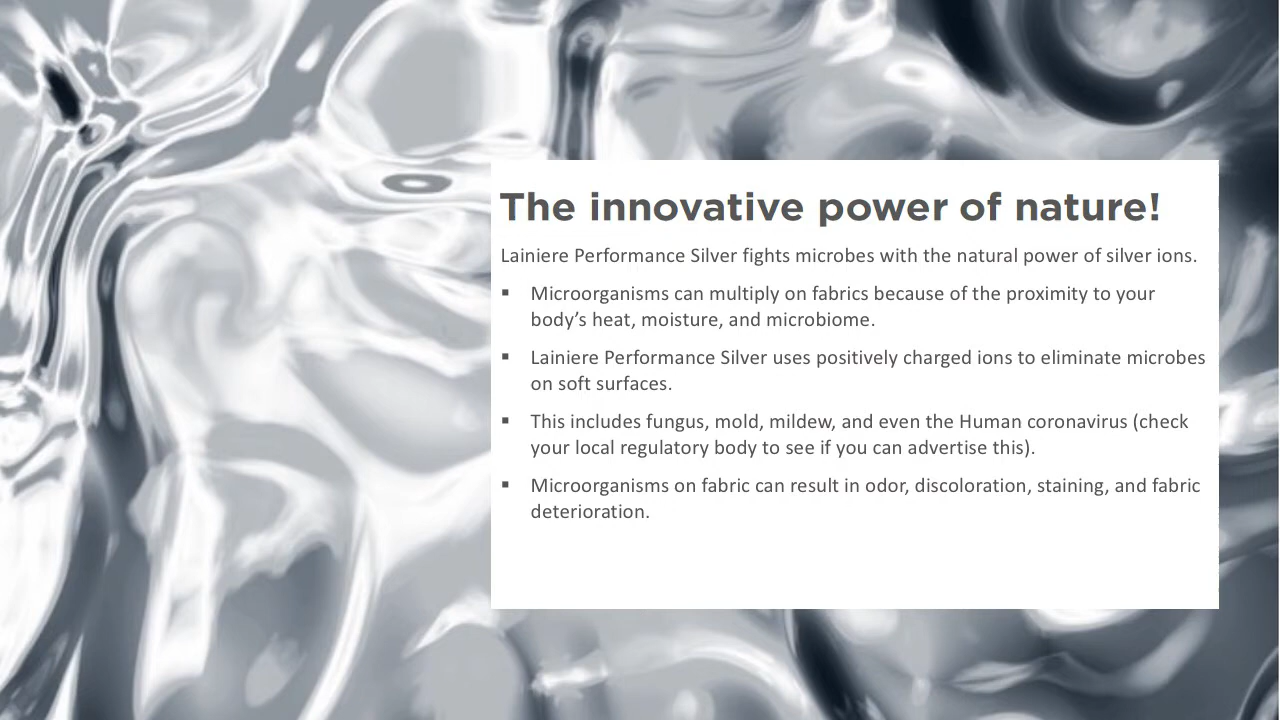 The innovative power of nature!
Lainiere Performance Silver fights microbes with the natural power of silver ions.
▪ Microorganisms can multiply on fabrics because of the proximity to your
body’s heat, moisture, and microbiome.
▪ Lainiere Performance Silver uses positively charged ions to eliminate microbes
on soft surfaces.
▪ This includes fungus, mold, mildew, and even the Human coronavirus (check
your local regulatory body to see if you can advertise this).
▪ Microorganisms on fabric can result in odor, discoloration, staining, and fabric
deterioration.